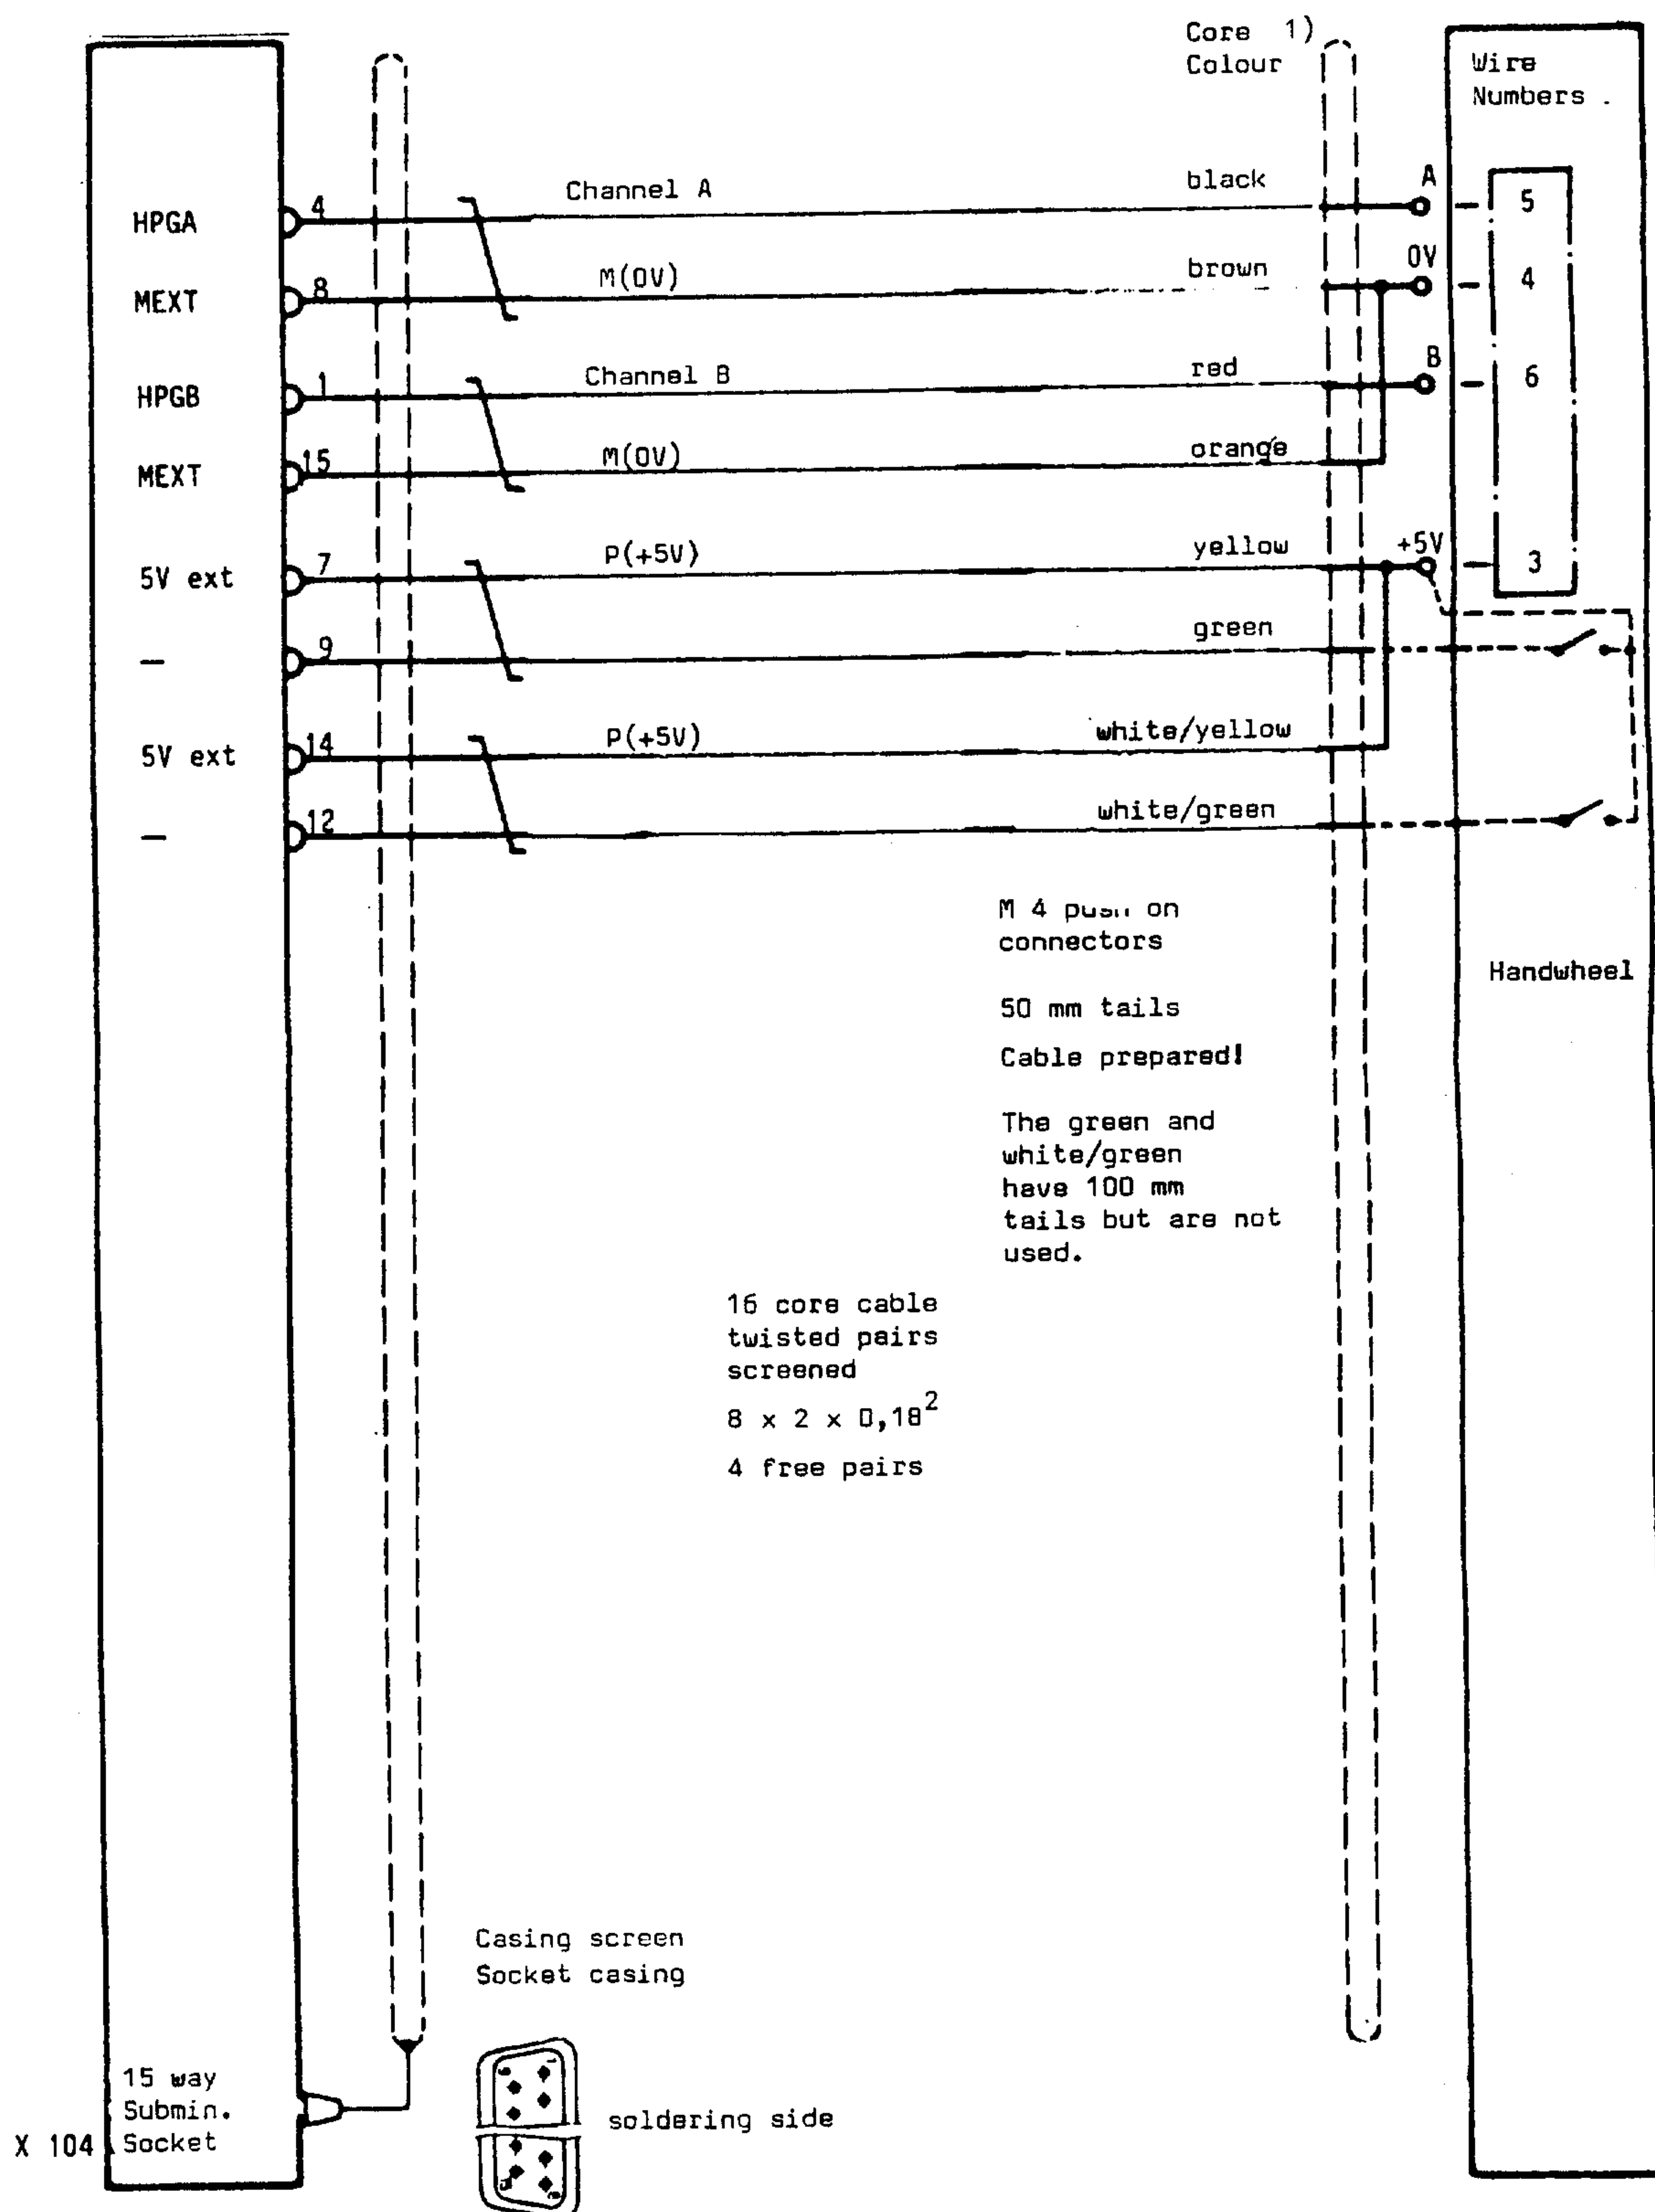 Core 1)
Colour
Wire
Numbers
HPGA 4 Channel A black A 5
MEXT 8 M(0V) brown 0V 4
HPGB 1 Channel B red B 6
MEXT 15 M(0V) orange
5V ext 7 P(+5V) yellow +5V 3
— 9 green
5V ext 14 P(+5V) white/yellow
— 12 white/green
M 4 push on
connectors
Handwheel
50 mm tails
Cable prepared!
The green and
white/green
have 100 mm
tails but are not
used.
16 core cable
twisted pairs
screened
8 x 2 x 0,18²
4 free pairs
Casing screen
Socket casing
15 way
Submin.
Socket
X 104
soldering side